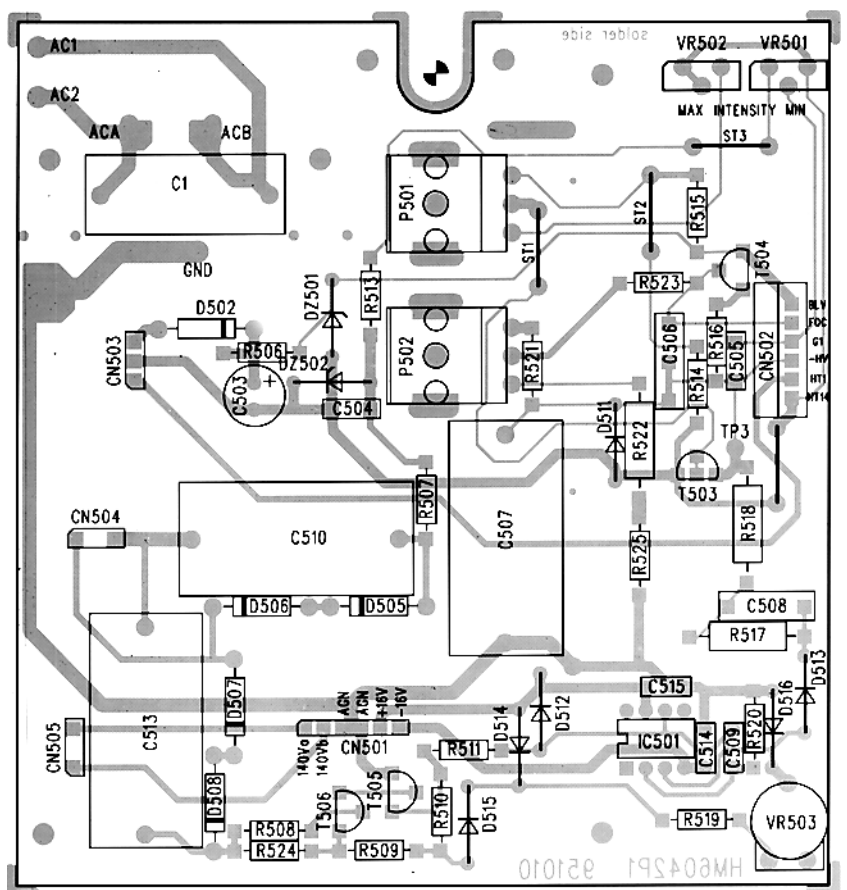 AC1
solder side
VR502
VR501
AC2
MAX INTENSITY MIN
ACA
ACB
ST3
C1
P501
ST2
R515
ST1
T504
GND
DZ501
R513
R523
D502
BLV
FOC
G1
-HV
HT1
HT14
CN503
R506
DZ502
P502
R521
C506
R516
C505
CN502
C503
C504
R514
D511
R522
TP3
T503
R507
R518
CN504
C510
C507
R525
D506
D505
C508
R517
D513
D507
C515
AGN
AGN
+16V
-16V
D512
D516
C513
CN505
CN501
140Va
140Vb
D514
R511
IC501
C514
C509
R520
D508
T505
T506
R510
D515
R508
R524
R509
R519
VR503
HM6042P1 951010